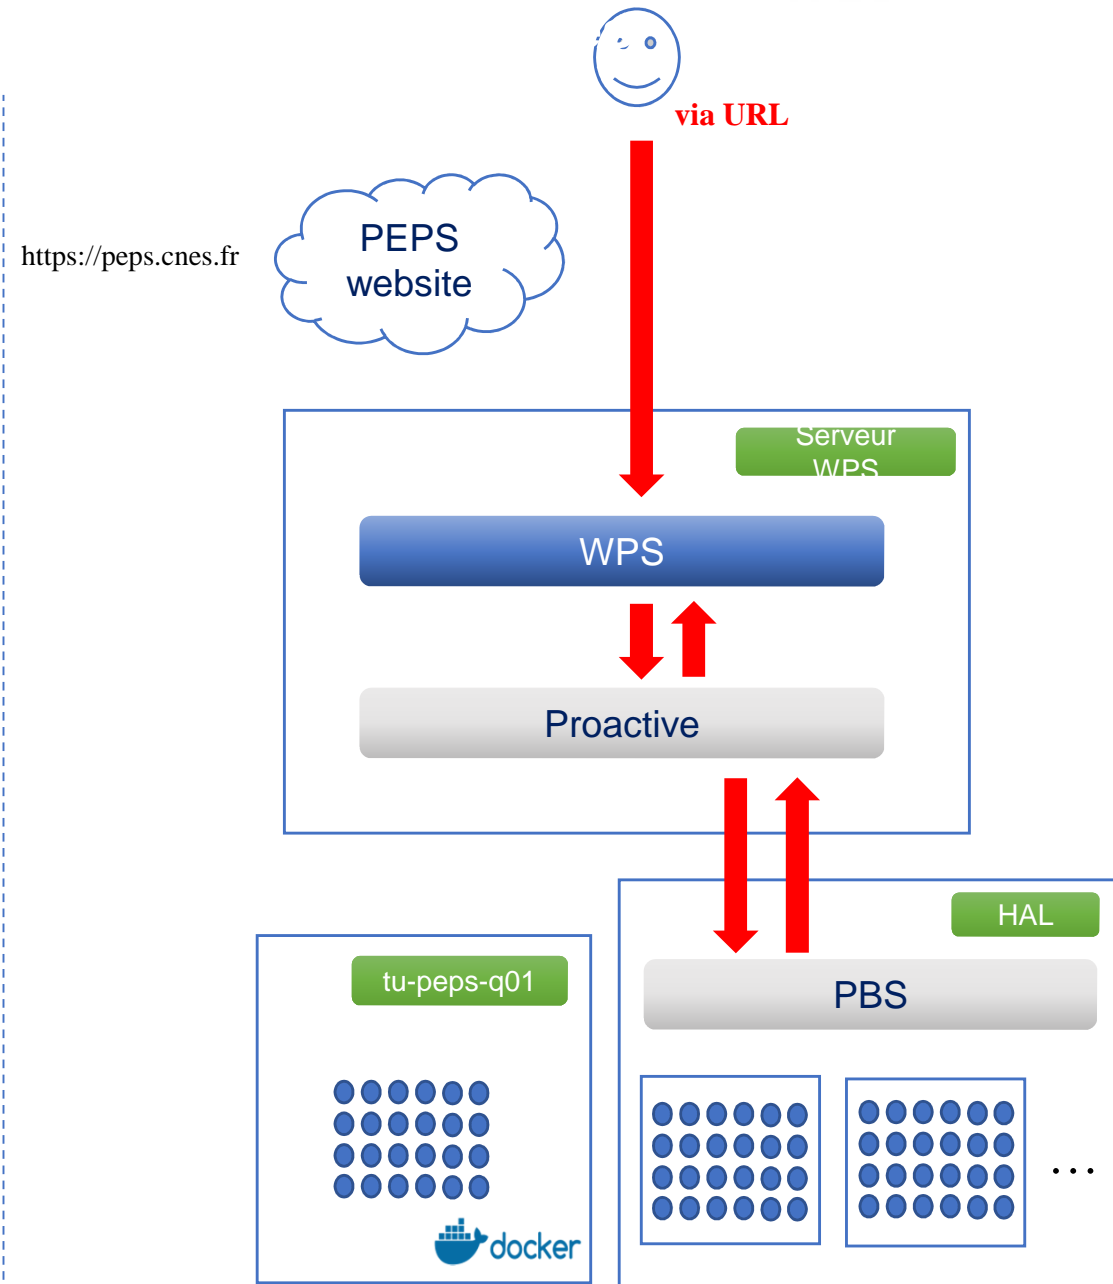 via URL
https://peps.cnes.fr
PEPS
website
Serveur
WPS
WPS
Proactive
HAL
tu-peps-q01
PBS
...
docker